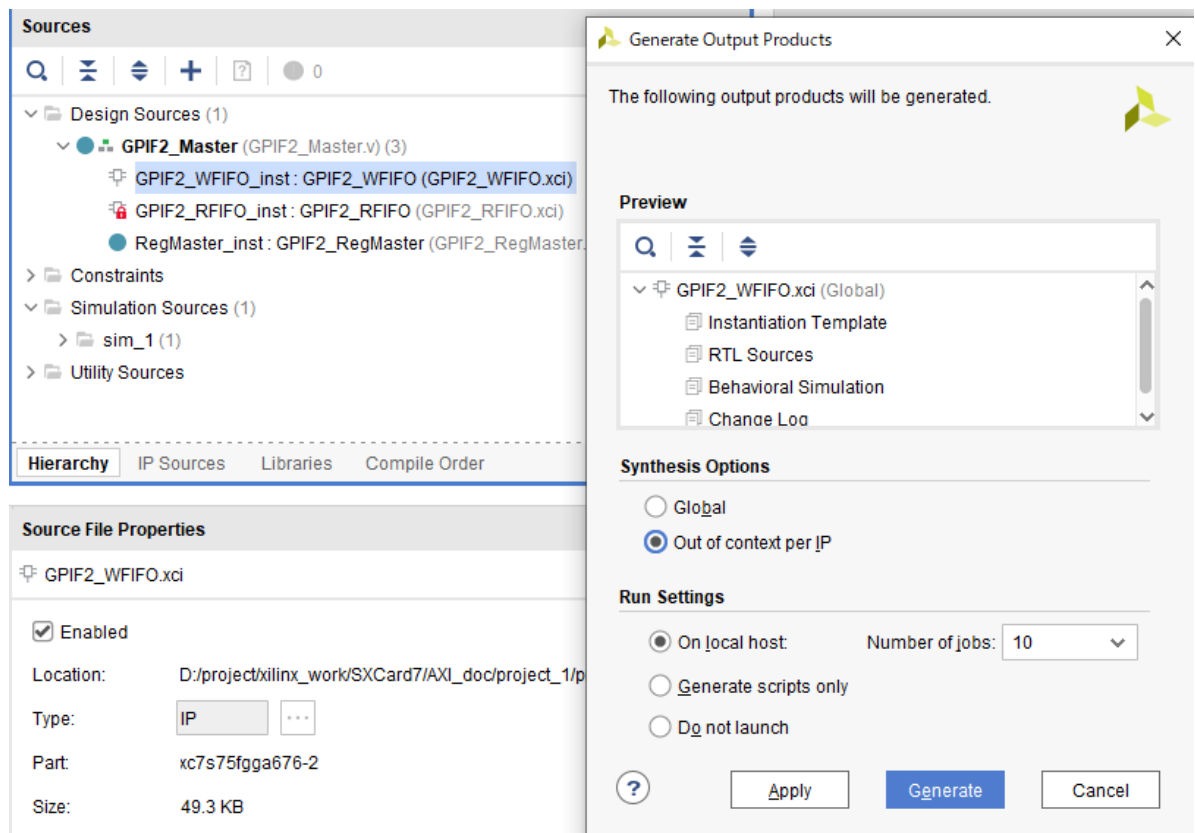 Sources
0
Design Sources (1)
GPIF2_Master (GPIF2_Master.v) (3)
GPIF2_WFIFO_inst : GPIF2_WFIFO (GPIF2_WFIFO.xci)
GPIF2_RFIFO_inst : GPIF2_RFIFO (GPIF2_RFIFO.xci)
RegMaster_inst : GPIF2_RegMaster (GPIF2_RegMaster.
Constraints
Simulation Sources (1)
sim_1 (1)
Utility Sources
Hierarchy IP Sources Libraries Compile Order
Source File Properties
GPIF2_WFIFO.xci
Enabled
Location: D:/project/xilinx_work/SXCard7/AXI_doc/project_1/p
Type: IP ...
Part: xc7s75fgga676-2
Size: 49.3 KB
Generate Output Products
The following output products will be generated.
Preview
GPIF2_WFIFO.xci (Global)
Instantiation Template
RTL Sources
Behavioral Simulation
Change Log
Synthesis Options
Global
Out of context per IP
Run Settings
On local host: Number of jobs: 10
Generate scripts only
Do not launch
? Apply Generate Cancel